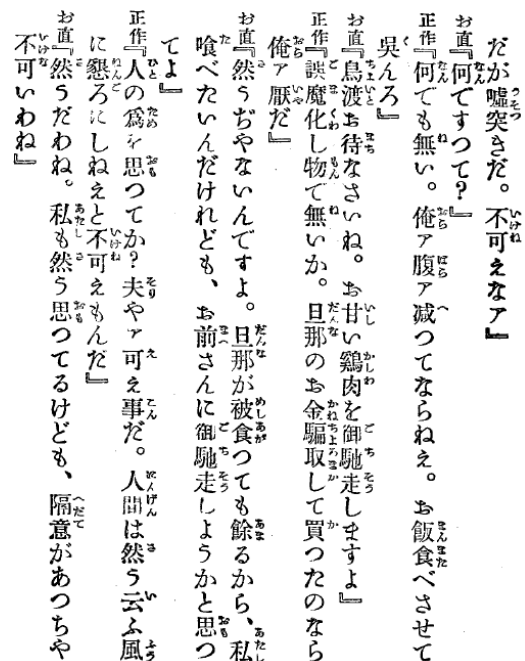 だが嘘突きだ。不可えなア』
お直『何ですつて？』
正作『何でも無い。俺ァ腹ァ減つてならねえ。お飯食べさせて
呉んろ』
お直『鳥渡お待なさいね。お甘い鶏肉を御馳走しますよ』
正作『誤魔化し物で無いか。旦那のお金騙取して買つたのなら
俺ァ厭だ』
お直『然うぢやないんですよ。旦那が被食つても餘るから、私
喰べたいんだけれども、お前さんに御馳走しようかと思つ
てよ』
正作『人の爲を思つてか？夫やァ可え事だ。人間は然う云ふ風
に懇ろにしねえと不可えもんだ』
お直『然うだわね。私も然う思つてるけども、隔意があつちや
不可いわね』